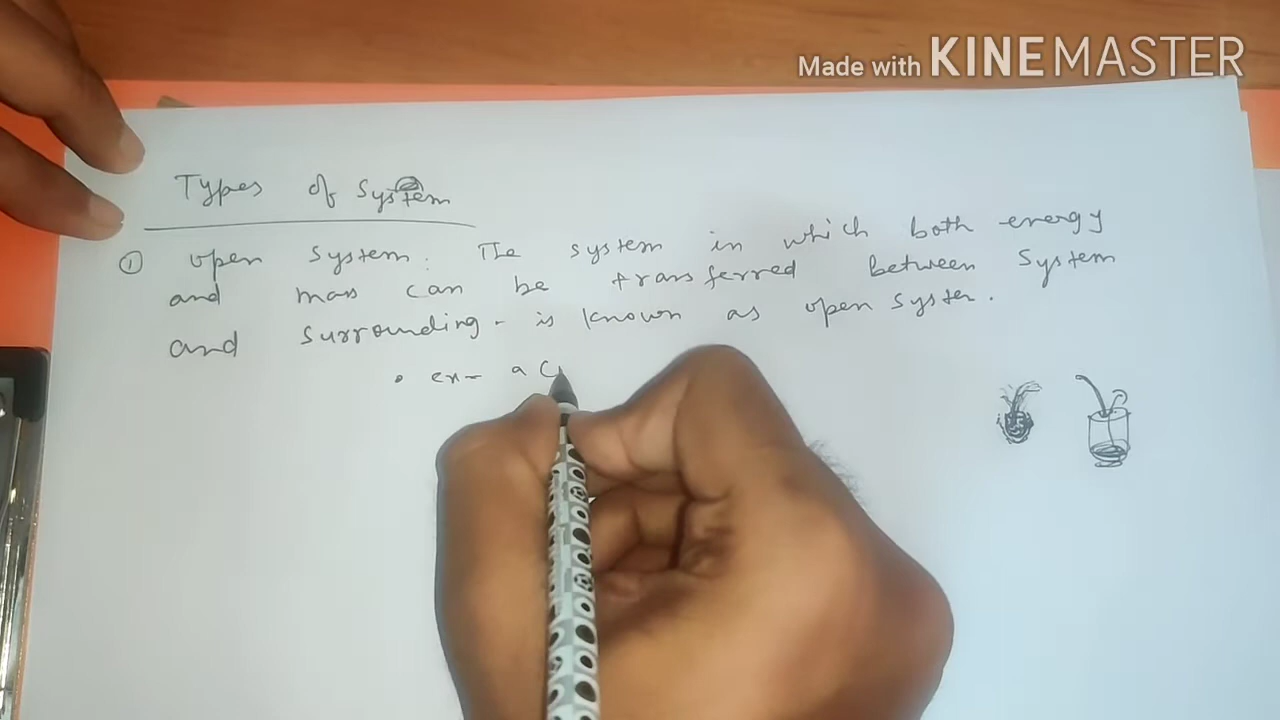 Made with KINEMASTER
Types of System
① open system: The system in which both energy
and mass can be transferred between System
and Surrounding - is known as open syster.
• ex- a C